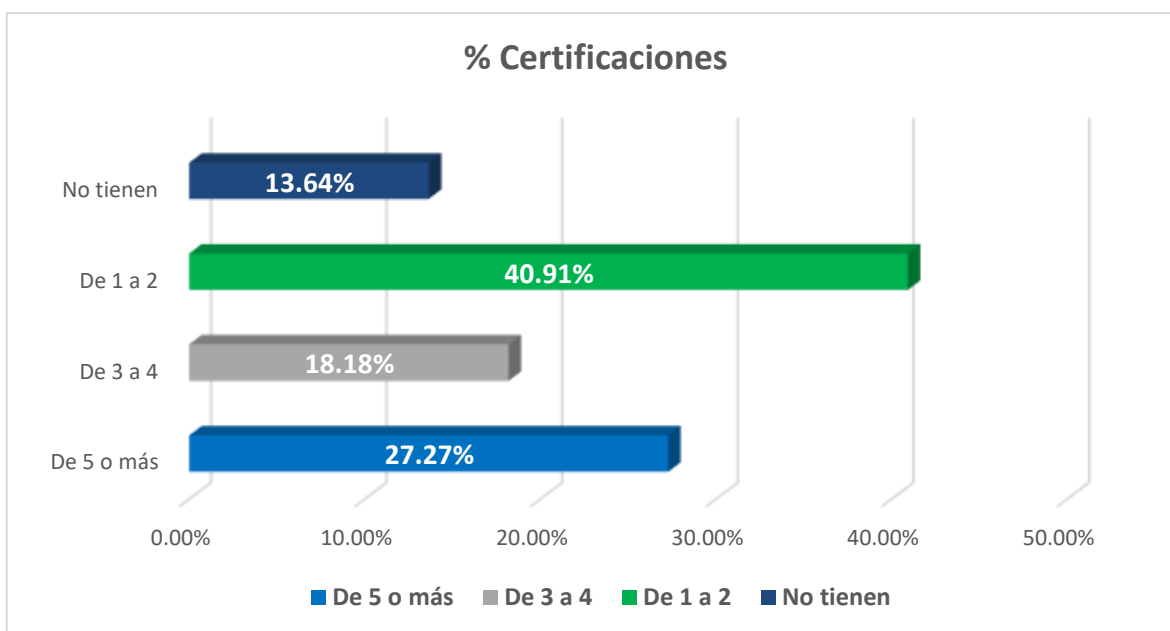 % Certificaciones
No tienen
13.64%
De 1 a 2
40.91%
De 3 a 4
18.18%
De 5 o más
27.27%
0.00% 10.00% 20.00% 30.00% 40.00% 50.00%
De 5 o más De 3 a 4 De 1 a 2 No tienen